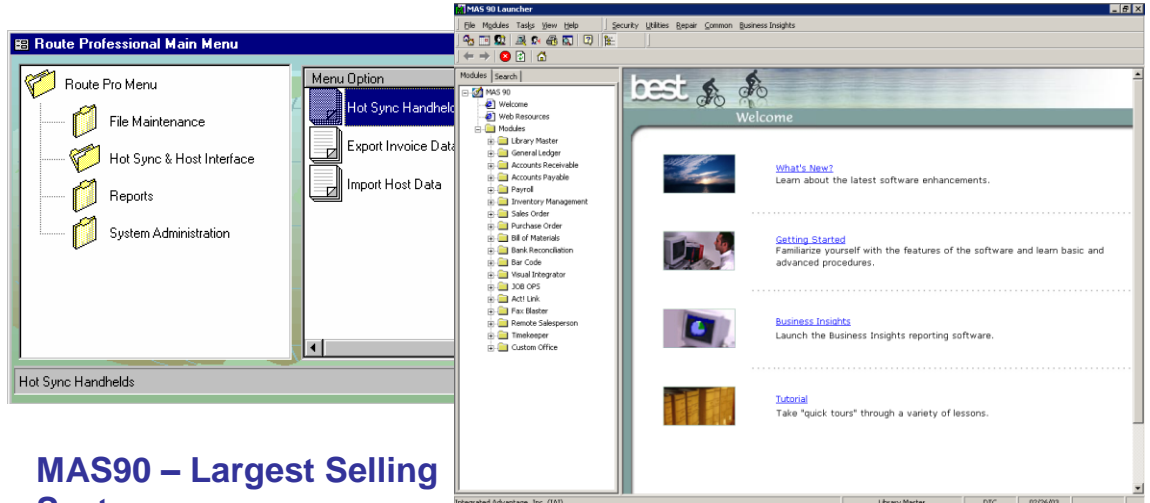 Route Professional Main Menu
Route Pro Menu
File Maintenance
Hot Sync & Host Interface
Reports
System Administration
Menu Option
Hot Sync Handheld
Export Invoice Data
Import Host Data
Hot Sync Handhelds
MAS90 – Largest Selling
MAS 90 Launcher
File Modules Tasks View Help Security Utilities Repair Common Business Insights
Modules Search
MAS 90
Welcome
Web Resources
Modules
Library Master
General Ledger
Accounts Receivable
Accounts Payable
Payroll
Inventory Management
Sales Order
Purchase Order
Bill of Materials
Bank Reconciliation
Bar Code
Visual Integrator
JOB OPS
Act! Link
Fax Blaster
Remote Salesperson
Timekeeper
Custom Office
best
Welcome
What's New?
Learn about the latest software enhancements.
Getting Started
Familiarize yourself with the features of the software and learn basic and
advanced procedures.
Business Insights
Launch the Business Insights reporting software.
Tutorial
Take "quick tours" through a variety of lessons.
Integrated Advantage, Inc. (IAI) Library Master DTC 02/26/03